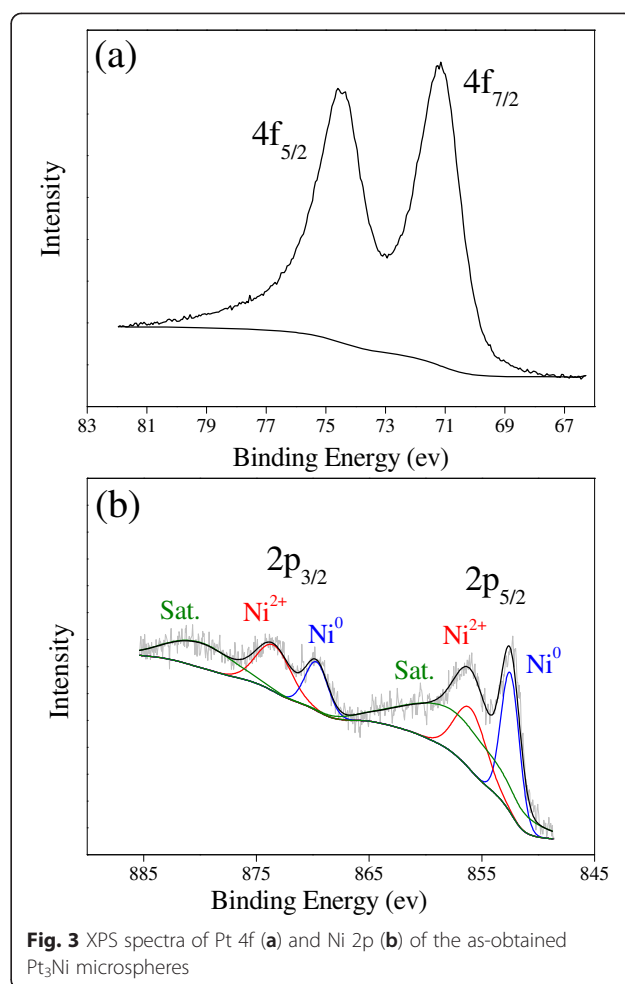 (a)
4f7/2
4f5/2
Intensity
83 81 79 77 75 73 71 69 67
Binding Energy (ev)
(b)
2p3/2
2p5/2
Sat.
Ni2+
Ni0
Sat.
Ni2+
Ni0
Intensity
885 875 865 855 845
Binding Energy (ev)
Fig. 3 XPS spectra of Pt 4f (a) and Ni 2p (b) of the as-obtained
Pt3Ni microspheres